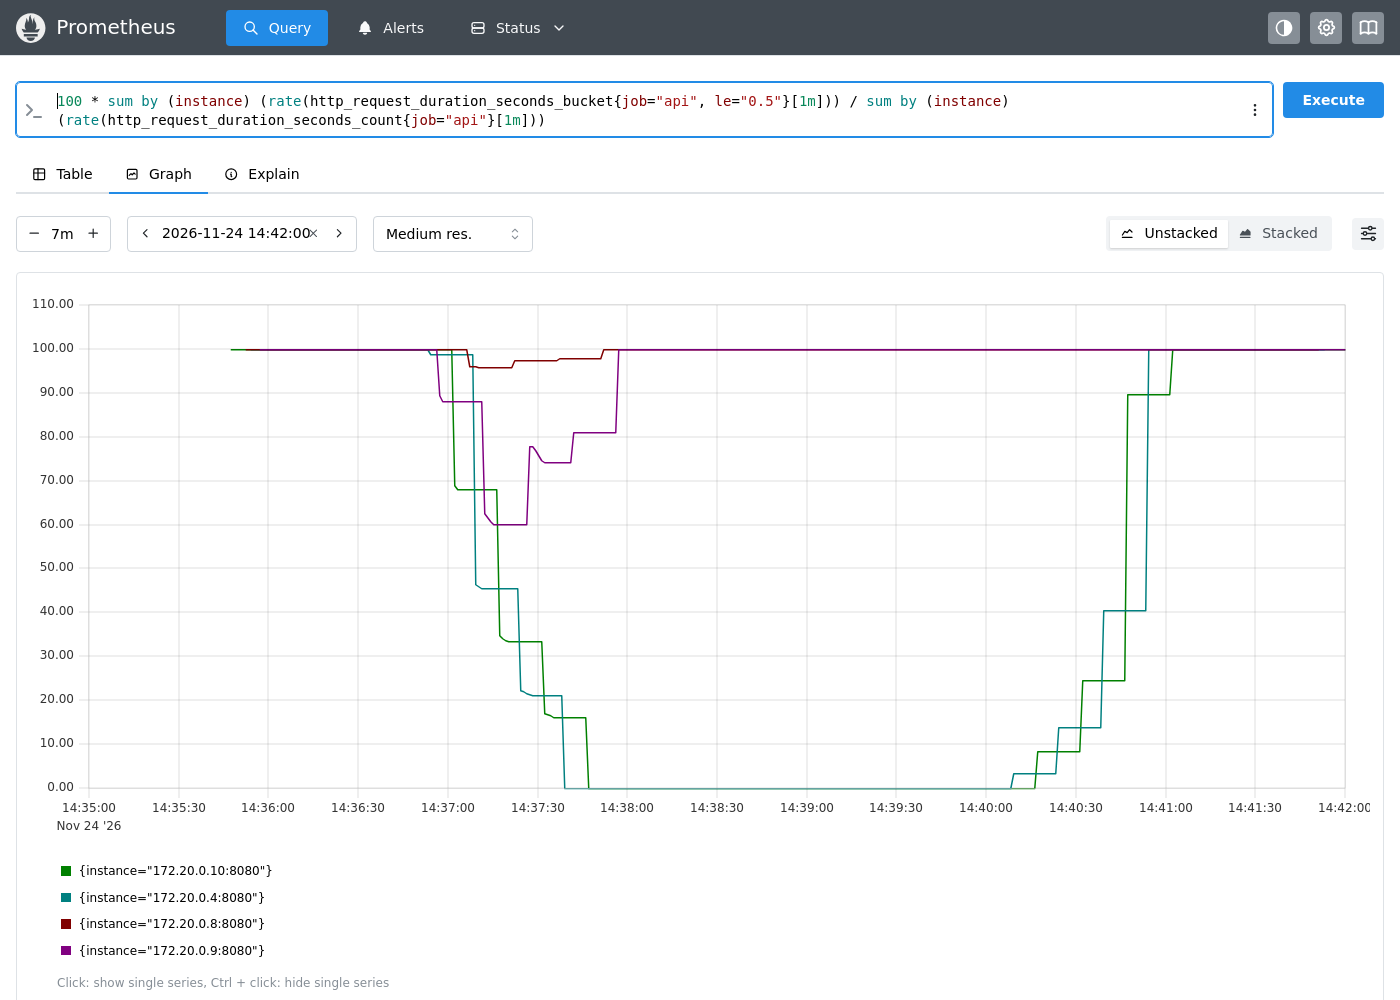 Prometheus
Query
Alerts
Status
100 * sum by (instance) (rate(http_request_duration_seconds_bucket{job="api", le="0.5"}[1m])) / sum by (instance)
(rate(http_request_duration_seconds_count{job="api"}[1m]))
Execute
Table
Graph
Explain
7m
2026-11-24 14:42:00
Medium res.
Unstacked
Stacked
110.00
100.00
90.00
80.00
70.00
60.00
50.00
40.00
30.00
20.00
10.00
0.00
14:35:00 14:35:30 14:36:00 14:36:30 14:37:00 14:37:30 14:38:00 14:38:30 14:39:00 14:39:30 14:40:00 14:40:30 14:41:00 14:41:30 14:42:00
Nov 24 '26
{instance="172.20.0.10:8080"}
{instance="172.20.0.4:8080"}
{instance="172.20.0.8:8080"}
{instance="172.20.0.9:8080"}
Click: show single series, Ctrl + click: hide single series